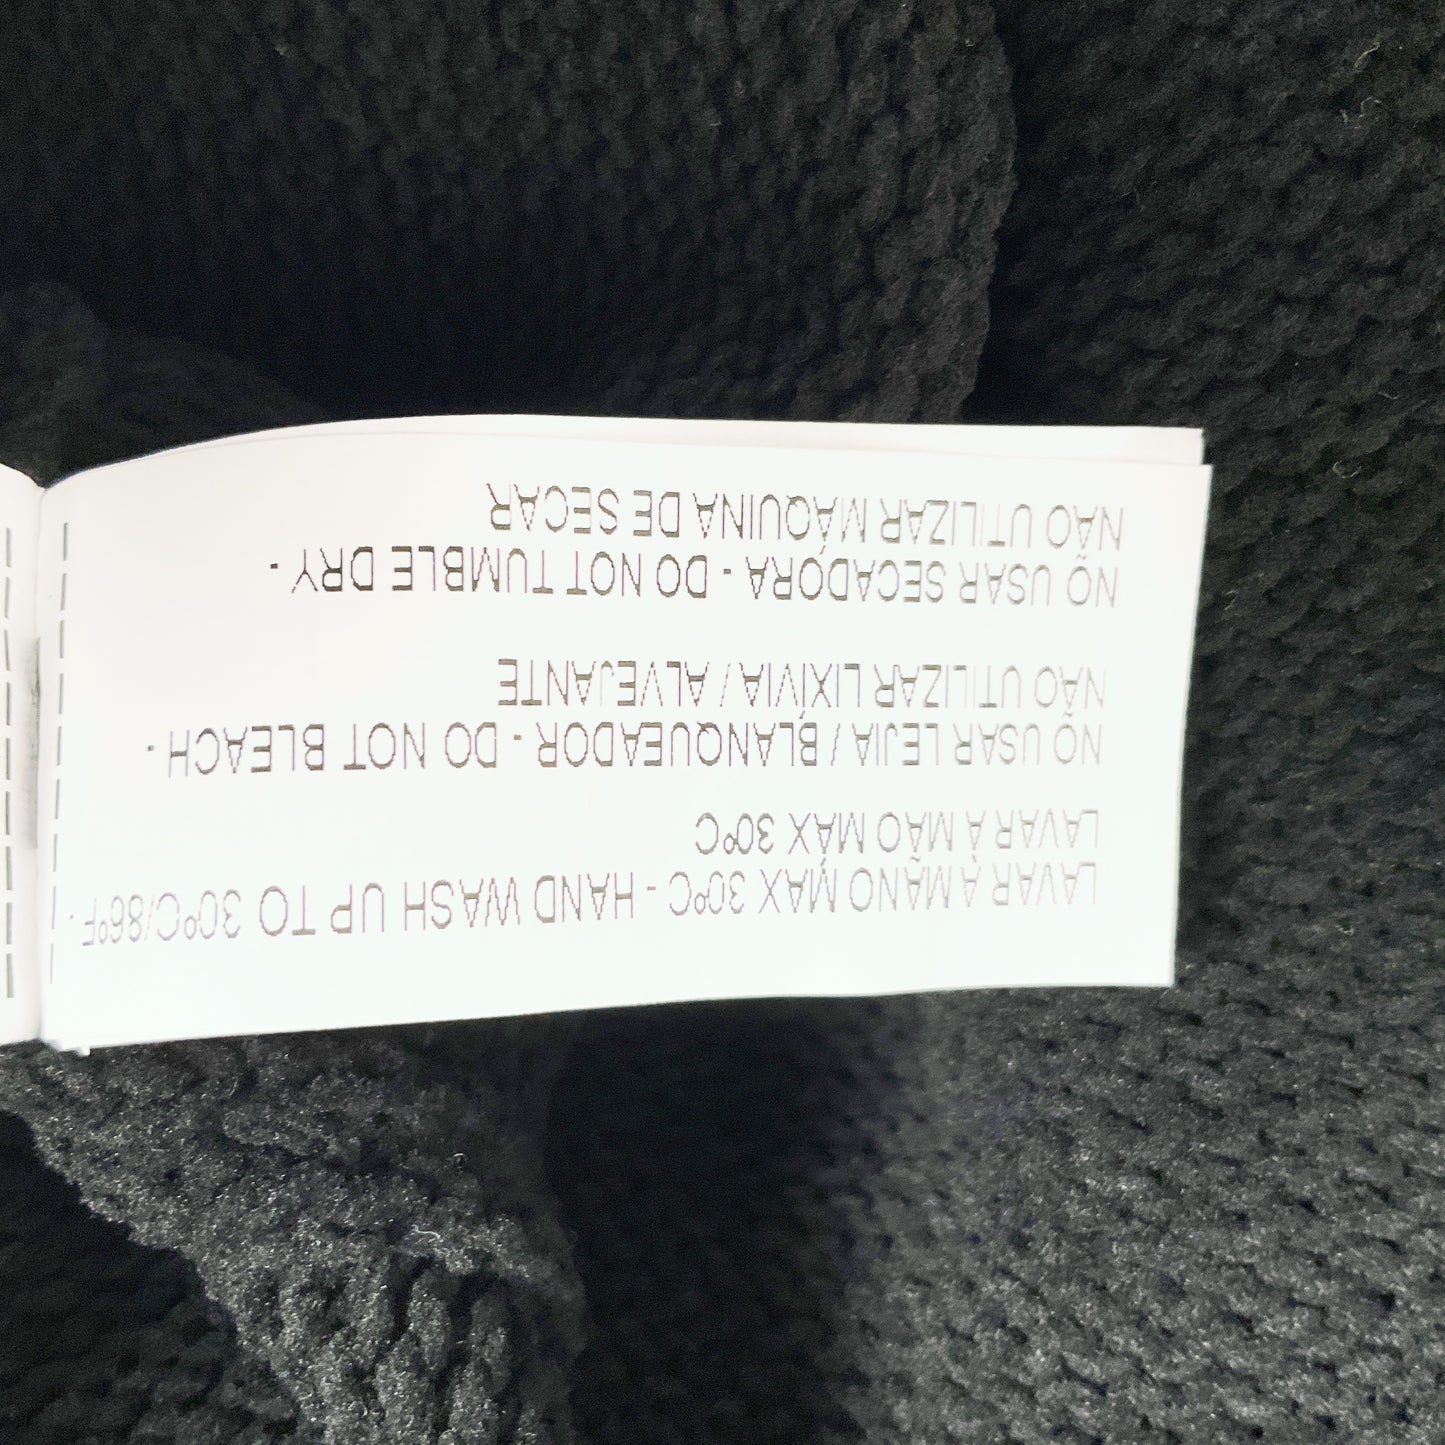 LAVAR A MANO MÁX 30ºC - HAND WASH UP TO 30ºC/86ºF -
LAVAR À MÃO MÁX 30ºC
NO USAR LEJIA / BLANQUEADOR - DO NOT BLEACH -
NÃO UTILIZAR LIXÍVIA / ALVEJANTE
NO USAR SECADORA - DO NOT TUMBLE DRY -
NÃO UTILIZAR MÁQUINA DE SECAR